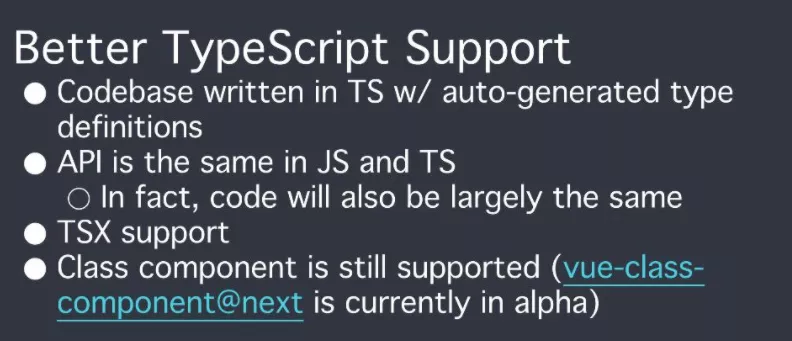 Better TypeScript Support
● Codebase written in TS w/ auto-generated type
definitions
● API is the same in JS and TS
○ In fact, code will also be largely the same
● TSX support
● Class component is still supported (vue-class-
component@next is currently in alpha)